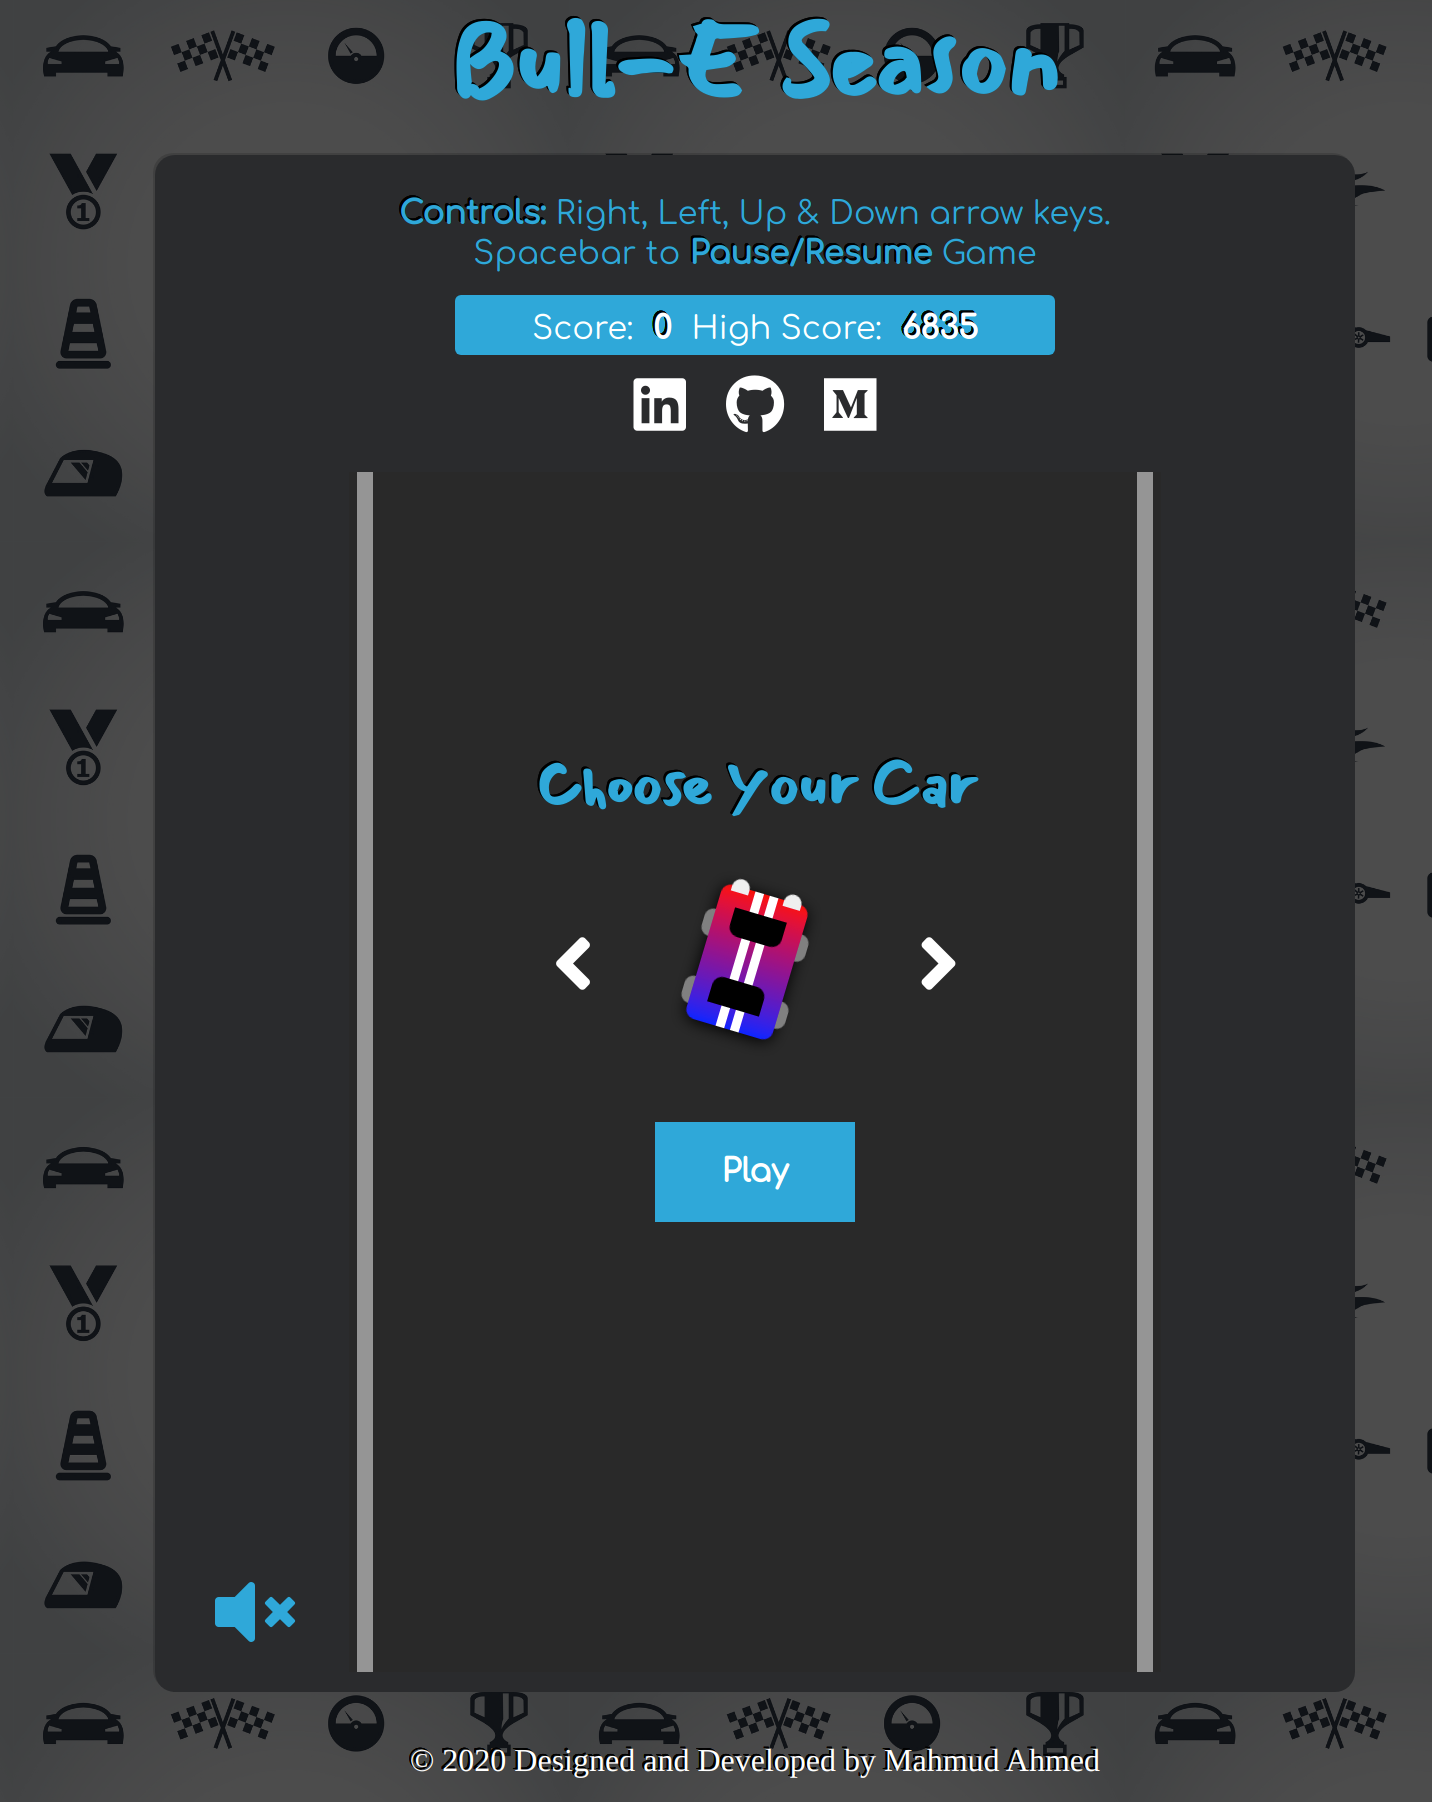 Bull-E Season
Controls: Right, Left, Up & Down arrow keys.
Spacebar to Pause/Resume Game
Score: 0 High Score: 6835
Choose Your Car
Play
© 2020 Designed and Developed by Mahmud Ahmed